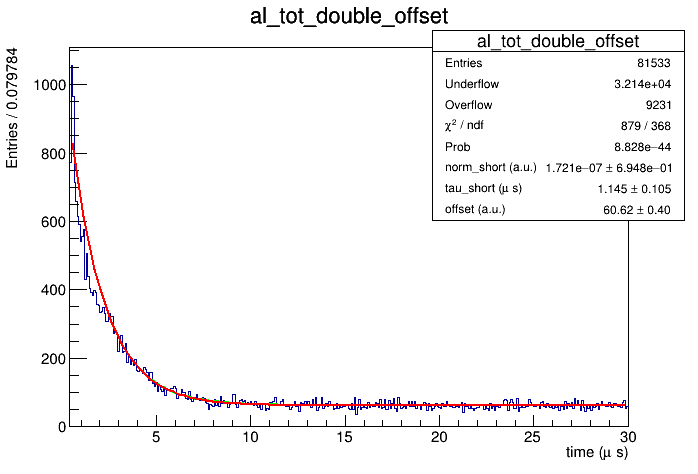 al_tot_double_offset
al_tot_double_offset
Entries 81533
Underflow 3.214e+04
Overflow 9231
χ² / ndf 879 / 368
Prob 8.828e−44
norm_short (a.u.) 1.721e−07 ± 6.948e−01
tau_short (μ s) 1.145 ± 0.105
offset (a.u.) 60.62 ± 0.40
Entries / 0.079784
1000
800
600
400
200
0
5 10 15 20 25 30
time (μ s)